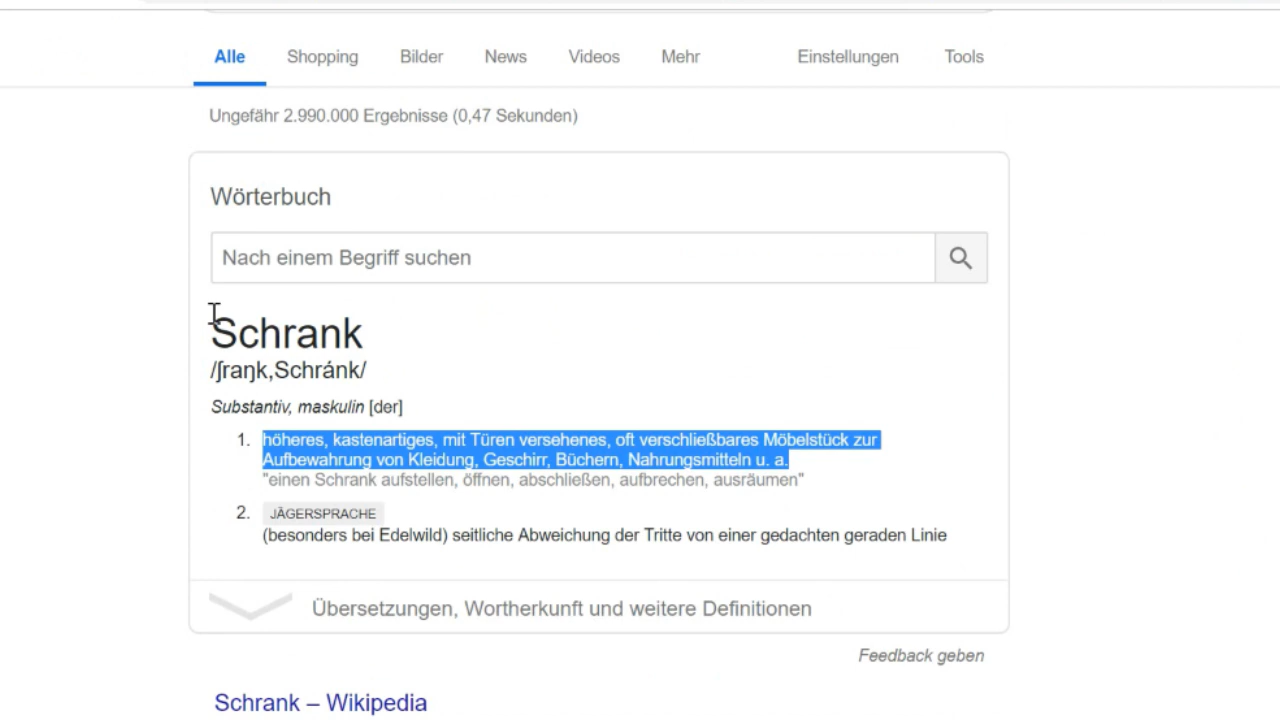 Alle Shopping Bilder News Videos Mehr Einstellungen Tools
Ungefähr 2.990.000 Ergebnisse (0,47 Sekunden)
Wörterbuch
Nach einem Begriff suchen
Schrank
/ʃraŋk,Schránk/
Substantiv, maskulin [der]
1. höheres, kastenartiges, mit Türen versehenes, oft verschließbares Möbelstück zur
Aufbewahrung von Kleidung, Geschirr, Büchern, Nahrungsmitteln u. a.
"einen Schrank aufstellen, öffnen, abschließen, aufbrechen, ausräumen"
2. JÄGERSPRACHE
(besonders bei Edelwild) seitliche Abweichung der Tritte von einer gedachten geraden Linie
Übersetzungen, Wortherkunft und weitere Definitionen
Feedback geben
Schrank – Wikipedia